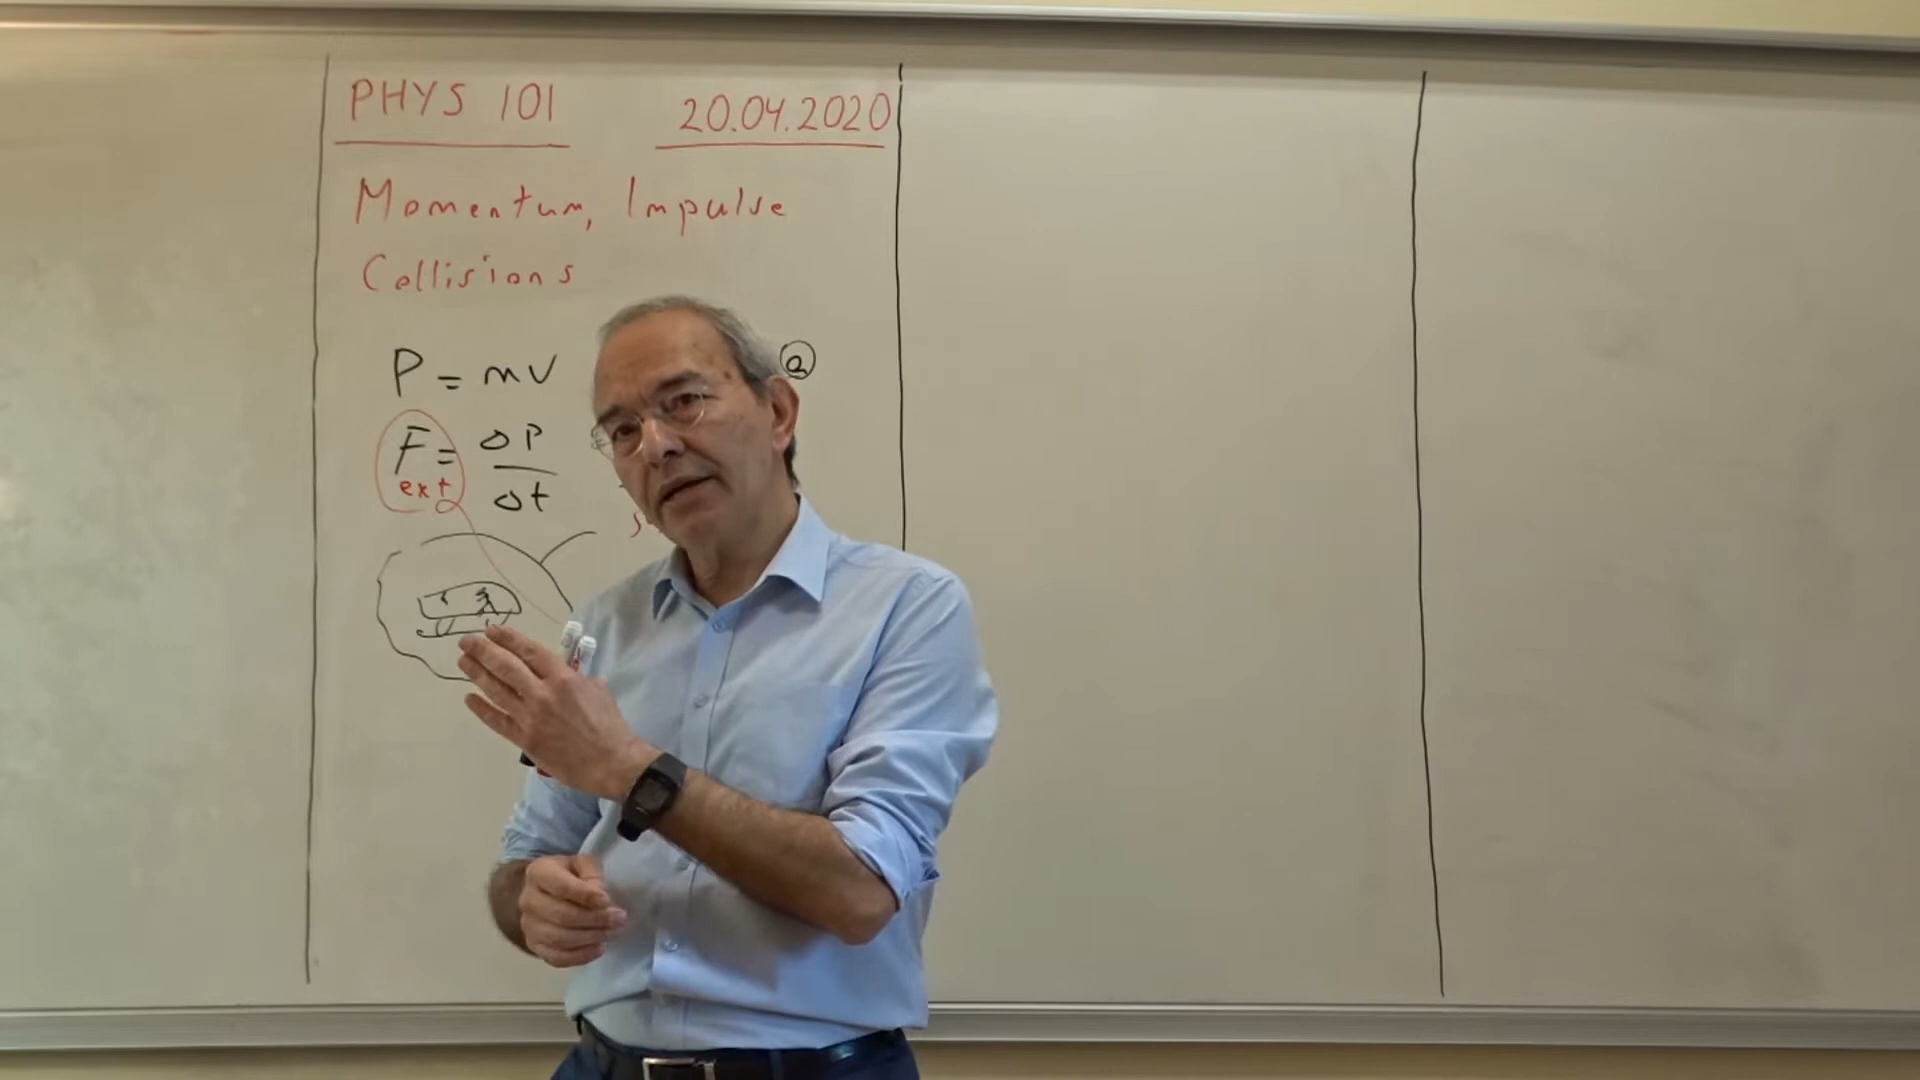 PHYS 101 20.04.2020
Momentum, Impulse
Collisions
P = mv
a
F = ΔP
ext Δt